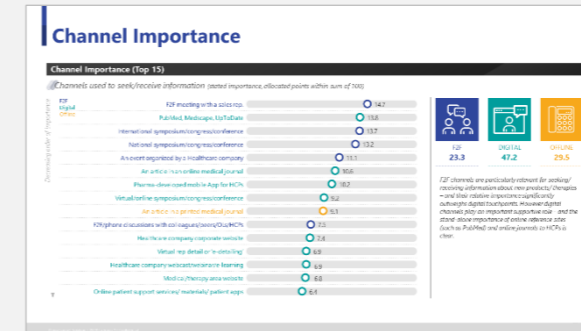 Channel Importance
Channel Importance (Top 15)
Channels used to seek/receive information (stated importance, allocated points within sum of 100)
F2F
Digital
Offline
Decreasing order of importance
F2F meeting with a sales rep. 14.7
PubMed, Medscape, UpToDate 13.8
International symposium/congress/conference 13.7
National symposium/congress/conference 13.2
An event organized by a Healthcare company 11.1
An article in an online medical journal 10.6
Pharma-developed mobile App for HCPs 10.2
Virtual/online symposium/congress/conference 9.2
An article in a printed medical journal 9.1
F2F/phone discussions with colleagues/peers/ /HCPs 7.5
Healthcare company corporate website 7.4
Virtual rep detail or 'e-detailing' 6.9
Healthcare company webcast/webinar/e-learning 6.9
Medical/therapy area website 6.8
Online patient support services/ materials/ patient apps 6.4
F2F
23.3
DIGITAL
47.2
OFFLINE
29.5
F2F channels are particularly relevant for seeking/
receiving information about new products/ therapies
– and their relative importance significantly
outweighs digital touchpoints. However digital
channels play an important supportive role – and the
stand-alone importance of online reference sites
(such as PubMed) and online journals to HCPs is
clear.